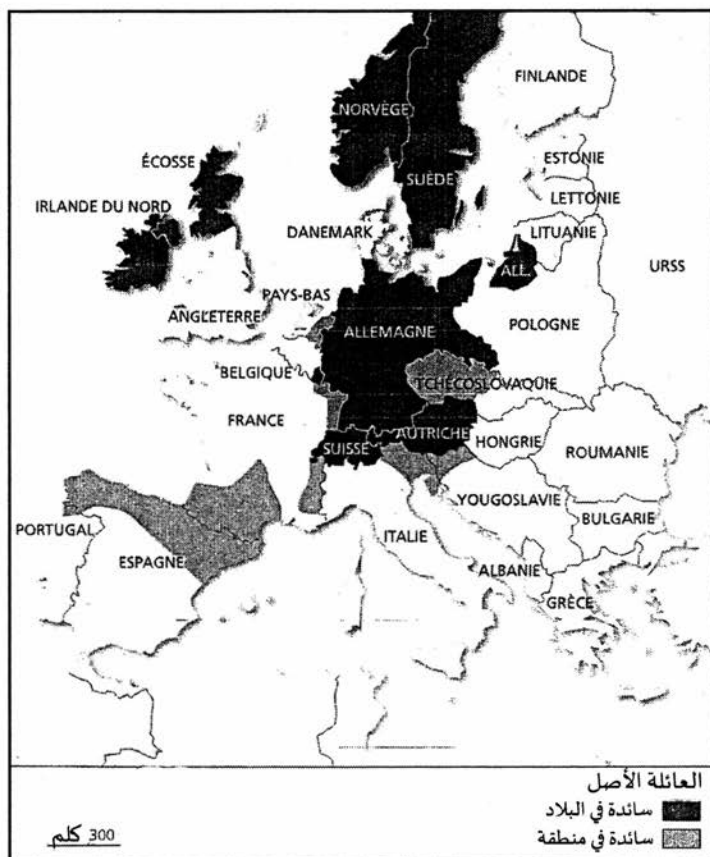 FINLANDE
NORVÈGE
ÉCOSSE
ESTONIE
SUÈDE
IRLANDE DU NORD
LETTONIE
DANEMARK
LITUANIE
ALL.
URSS
PAYS-BAS
ANGLETERRE
ALLEMAGNE
POLOGNE
BELGIQUE
TCHÉCOSLOVAQUIE
FRANCE
AUTRICHE
SUISSE
HONGRIE
ROUMANIE
YOUGOSLAVIE
PORTUGAL
BULGARIE
ITALIE
ESPAGNE
ALBANIE
GRÈCE
العائلة الأصل
سائدة في البلاد
سائدة في منطقة
300 كلم